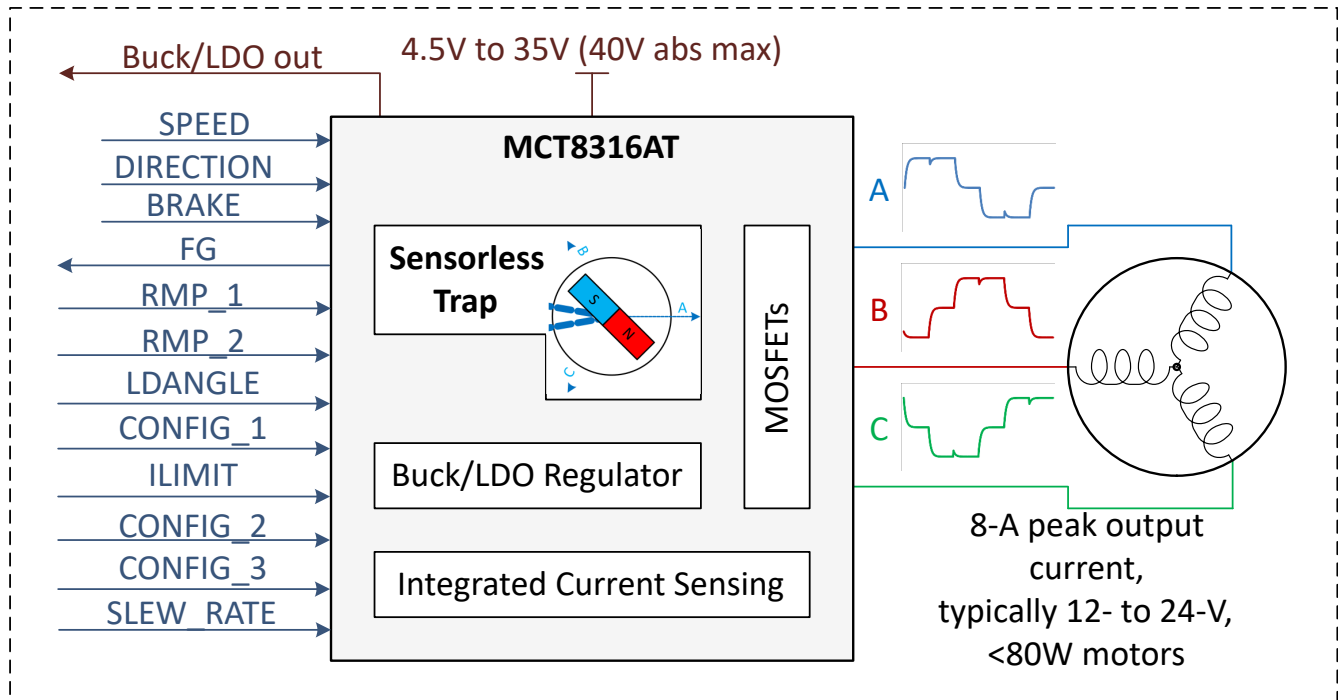 Buck/LDO out
4.5V to 35V (40V abs max)
SPEED
DIRECTION
BRAKE
FG
RMP_1
RMP_2
LDANGLE
CONFIG_1
ILIMIT
CONFIG_2
CONFIG_3
SLEW_RATE
MCT8316AT
Sensorless
Trap
B
A
C
S
N
MOSFETs
Buck/LDO Regulator
Integrated Current Sensing
A
B
C
8-A peak output
current,
typically 12- to 24-V,
<80W motors